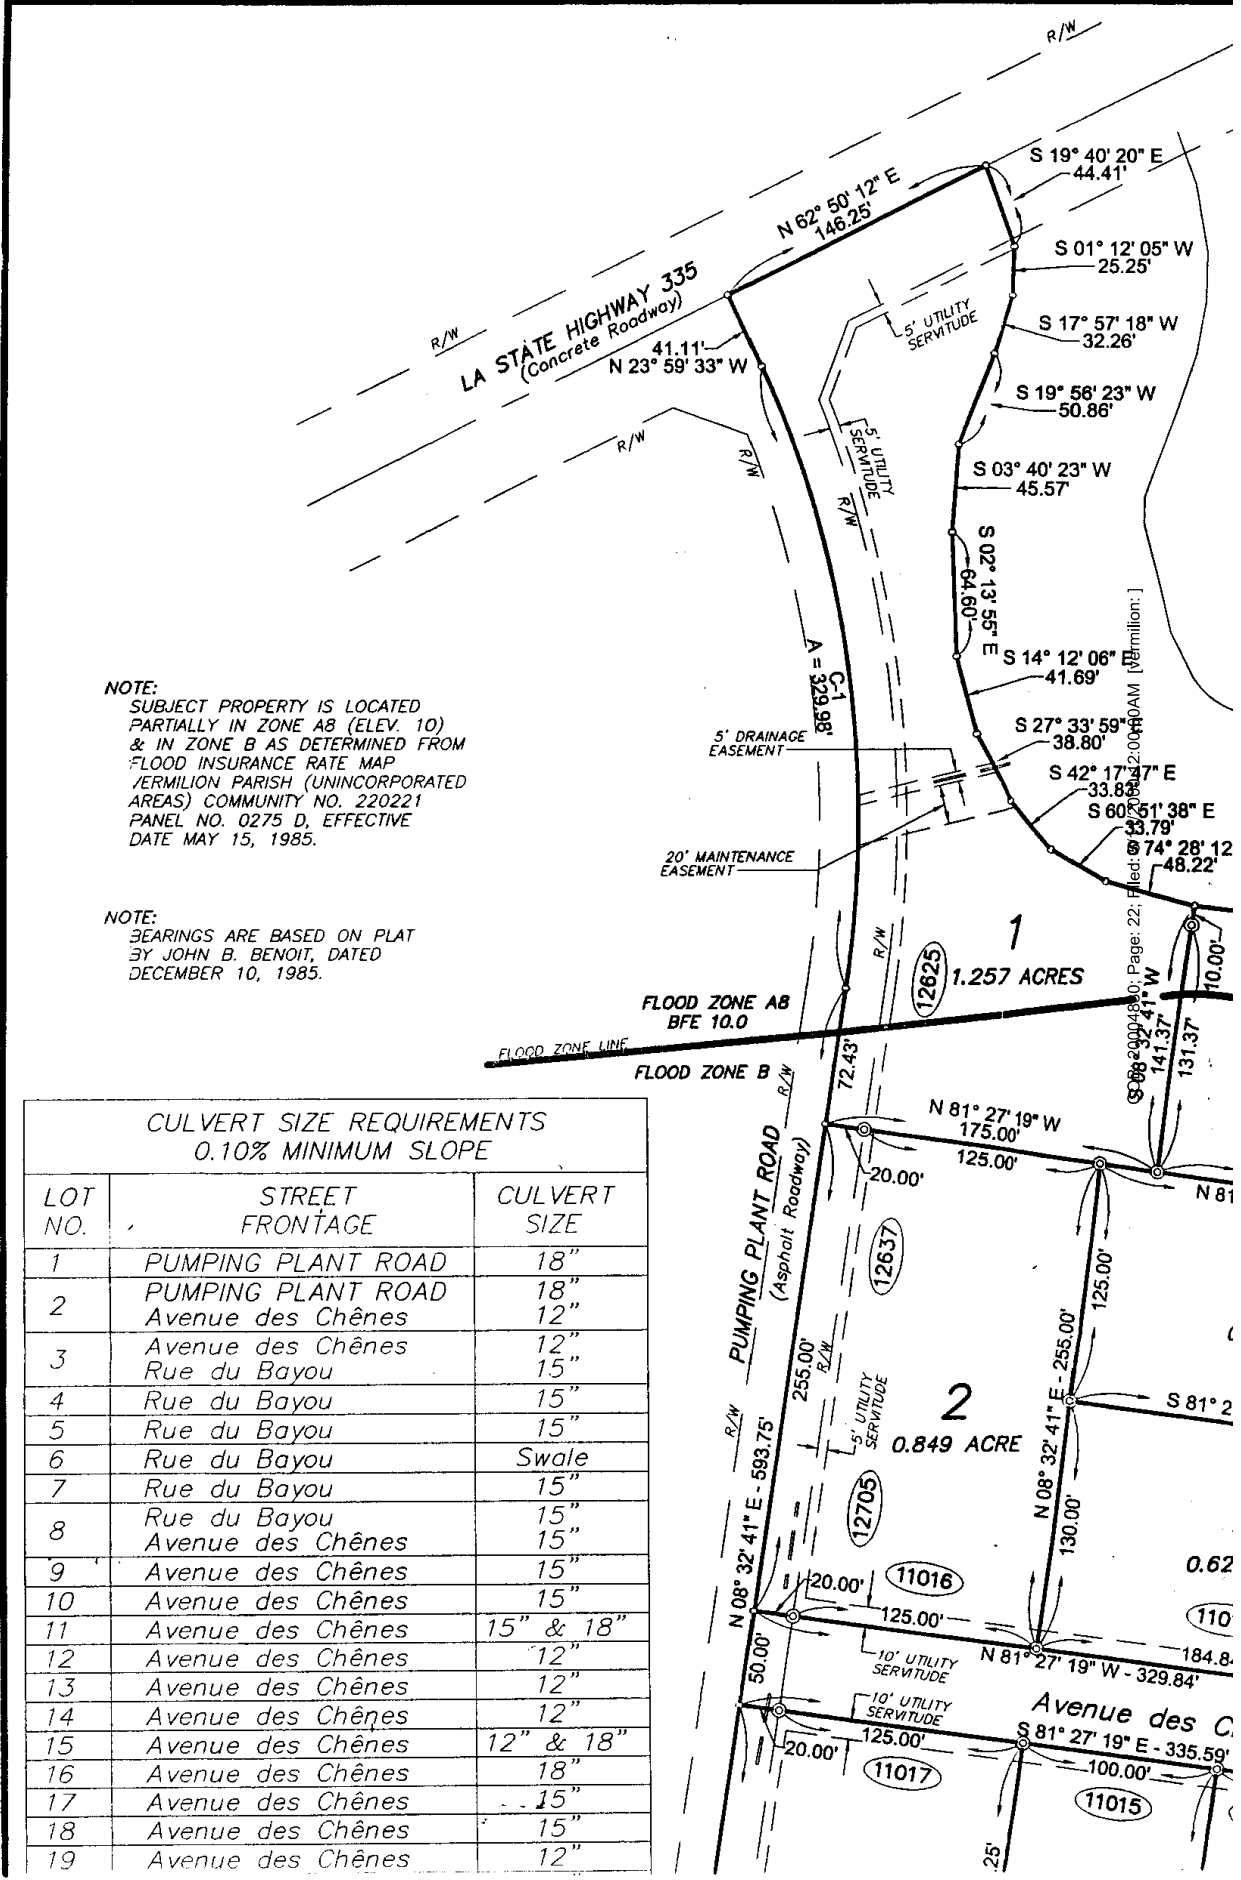 R/W
S 19° 40' 20" E
44.41'
N 62° 50' 12" E
146.25'
S 01° 12' 05" W
25.25'
S 17° 57' 18" W
32.26'
R/W
LA STATE HIGHWAY 335
(Concrete Roadway)
5' UTILITY
SERVITUDE
41.11'
N 23° 59' 33" W
S 19° 56' 23" W
50.86'
R/W
R/W
5' UTILITY
SERVITUDE
R/W
S 03° 40' 23" W
45.57'
S 02° 13' 55" E
64.60'
S 14° 12' 06" E
41.69'
C-1
A = 329.98'
S 27° 33' 59"
38.80'
5' DRAINAGE
EASEMENT
S 42° 17' 47" E
33.83'
S 60° 51' 38" E
33.79'
S 74° 28' 12
48.22'
20' MAINTENANCE
EASEMENT
NOTE:
SUBJECT PROPERTY IS LOCATED
PARTIALLY IN ZONE A8 (ELEV. 10)
& IN ZONE B AS DETERMINED FROM
FLOOD INSURANCE RATE MAP
VERMILION PARISH (UNINCORPORATED
AREAS) COMMUNITY NO. 220221
PANEL NO. 0275 D, EFFECTIVE
DATE MAY 15, 1985.
NOTE:
BEARINGS ARE BASED ON PLAT
BY JOHN B. BENOIT, DATED
DECEMBER 10, 1985.
R/W
12625
1
1.257 ACRES
10.00'
S 08° 32' 41" W
141.37'
131.37'
Page: 22; Filed:
[Vermilion: ]
FLOOD ZONE A8
BFE 10.0
FLOOD ZONE LINE
FLOOD ZONE B
R/W
72.43'
N 81° 27' 19" W
175.00'
125.00'
20.00'
N 81
PUMPING PLANT ROAD
(Asphalt Roadway)
12637
125.00'
255.00'
R/W
R/W
5' UTILITY
SERVITUDE
2
0.849 ACRE
S 81° 2
N 08° 32' 41" E - 255.00'
N 08° 32' 41" E - 593.75'
12705
130.00'
0.62
20.00'
11016
125.00'
110
10' UTILITY
SERVITUDE
N 81° 27' 19" W - 329.84'
184.84
50.00'
10' UTILITY
SERVITUDE
Avenue des C
125.00'
S 81° 27' 19" E - 335.59'
20.00'
100.00'
11017
11015
.25'
CULVERT SIZE REQUIREMENTS
0.10% MINIMUM SLOPE
LOT NO. STREET FRONTAGE CULVERT SIZE
1 PUMPING PLANT ROAD 18"
2 PUMPING PLANT ROAD 18"
Avenue des Chênes 12"
3 Avenue des Chênes 12"
Rue du Bayou 15"
4 Rue du Bayou 15"
5 Rue du Bayou 15"
6 Rue du Bayou Swale
7 Rue du Bayou 15"
8 Rue du Bayou 15"
Avenue des Chênes 15"
9 Avenue des Chênes 15"
10 Avenue des Chênes 15"
11 Avenue des Chênes 15" & 18"
12 Avenue des Chênes 12"
13 Avenue des Chênes 12"
14 Avenue des Chênes 12"
15 Avenue des Chênes 12" & 18"
16 Avenue des Chênes 18"
17 Avenue des Chênes 15"
18 Avenue des Chênes 15"
19 Avenue des Chênes 12"